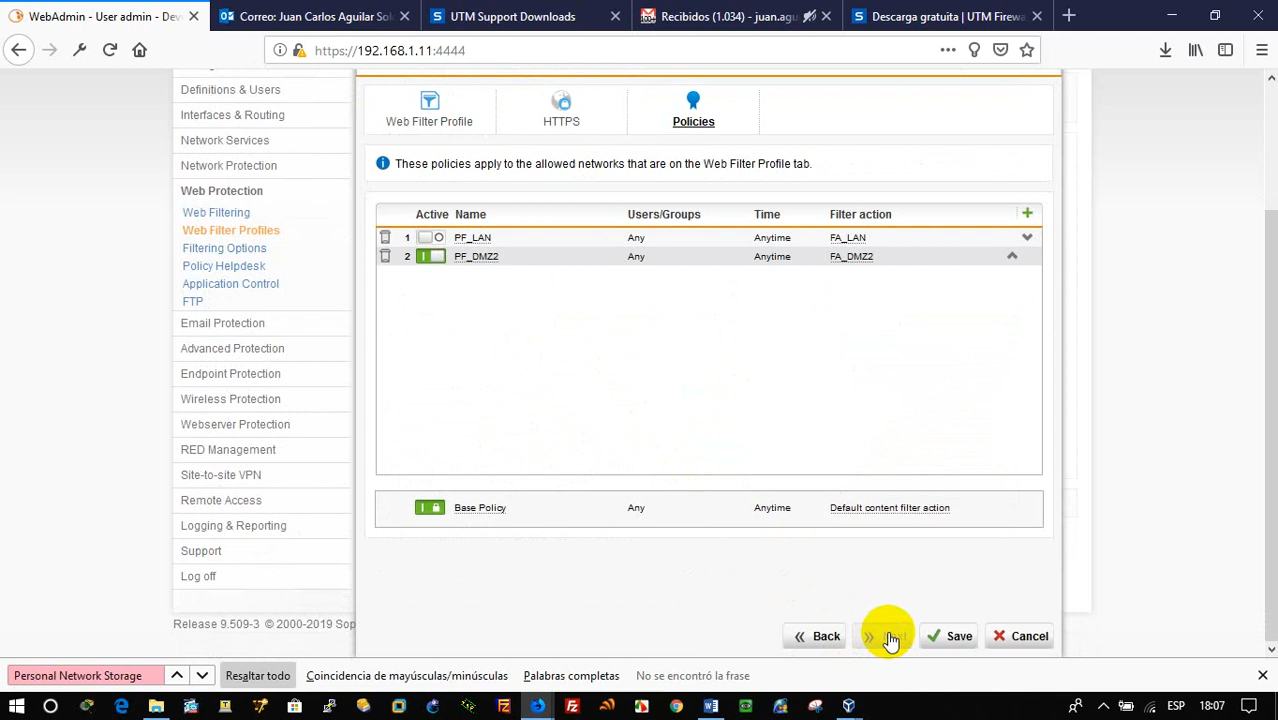 WebAdmin - User admin - Dev
Correo: Juan Carlos Aguilar Sol
UTM Support Downloads
Recibidos (1.034) - juan.agu
Descarga gratuita | UTM Firewa
https://192.168.1.11:4444
Definitions & Users
Interfaces & Routing
Network Services
Network Protection
Web Protection
Web Filtering
Web Filter Profiles
Filtering Options
Policy Helpdesk
Application Control
FTP
Email Protection
Advanced Protection
Endpoint Protection
Wireless Protection
Webserver Protection
RED Management
Site-to-site VPN
Remote Access
Logging & Reporting
Support
Log off
Release 9.509-3 © 2000-2019 Sop
Web Filter Profile
HTTPS
Policies
These policies apply to the allowed networks that are on the Web Filter Profile tab.
Active Name Users/Groups Time Filter action
1 PF_LAN Any Anytime FA_LAN
2 PF_DMZ2 Any Anytime FA_DMZ2
Base Policy Any Anytime Default content filter action
Back Save Cancel
Personal Network Storage Resaltar todo Coincidencia de mayúsculas/minúsculas Palabras completas No se encontró la frase
ESP 18:07